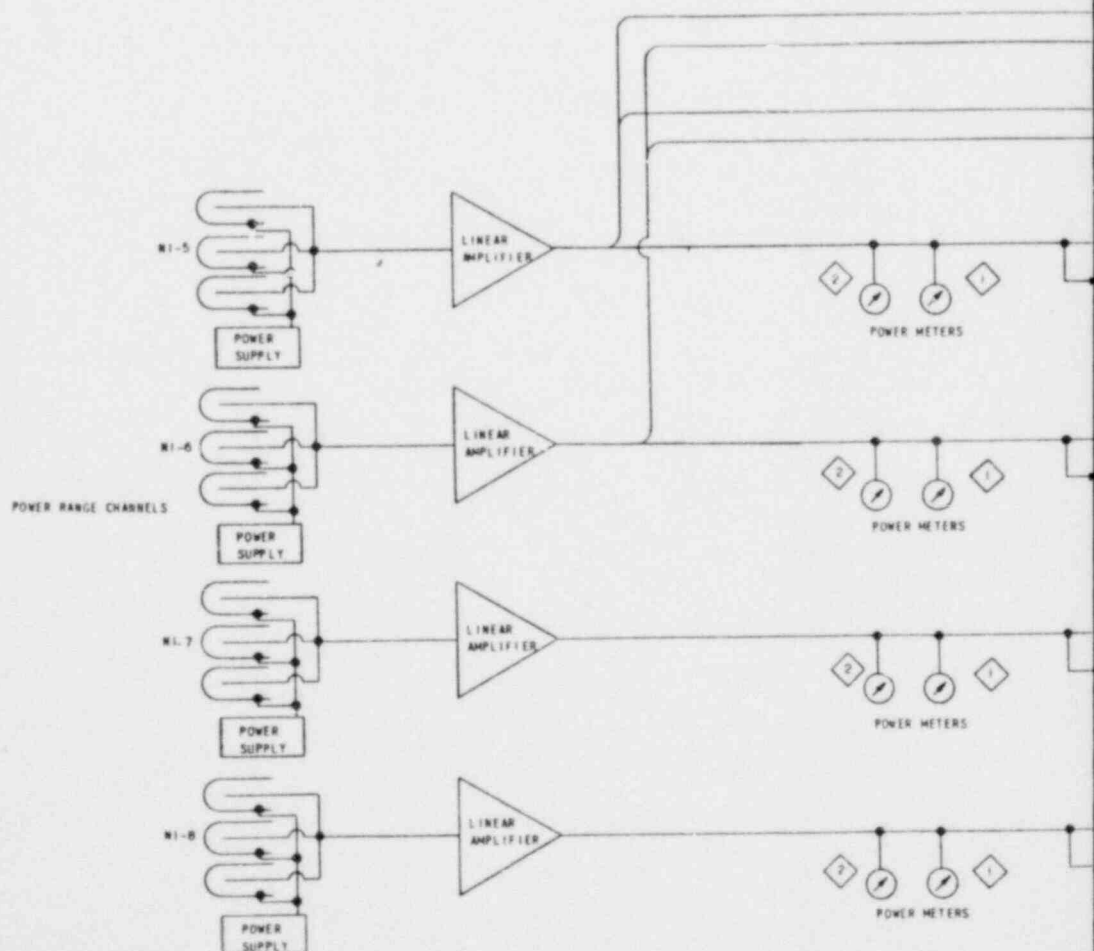 NI-5
LINEAR
AMPLIFIER
2
1
POWER METERS
POWER
SUPPLY
NI-6
LINEAR
AMPLIFIER
2
1
POWER METERS
POWER RANGE CHANNELS
POWER
SUPPLY
NI-7
LINEAR
AMPLIFIER
2
1
POWER METERS
POWER
SUPPLY
NI-8
LINEAR
AMPLIFIER
2
1
POWER METERS
POWER
SUPPLY